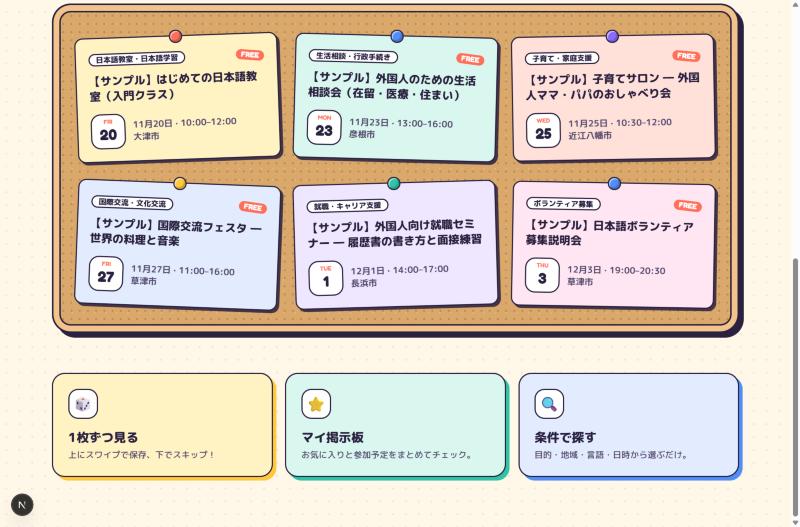 日本語教室・日本語学習
FREE
【サンプル】はじめての日本語教
室（入門クラス）
FRI
20
11月20日・10:00–12:00
大津市
生活相談・行政手続き
FREE
【サンプル】外国人のための生活
相談会（在留・医療・住まい）
MON
23
11月23日・13:00–16:00
彦根市
子育て・家庭支援
FREE
【サンプル】子育てサロン — 外国
人ママ・パパのおしゃべり会
WED
25
11月25日・10:30–12:00
近江八幡市
国際交流・文化交流
FREE
【サンプル】国際交流フェスタ —
世界の料理と音楽
FRI
27
11月27日・11:00–16:00
草津市
就職・キャリア支援
【サンプル】外国人向け就職セミ
ナー — 履歴書の書き方と面接練習
TUE
1
12月1日・14:00–17:00
長浜市
ボランティア募集
FREE
【サンプル】日本語ボランティア
募集説明会
THU
3
12月3日・19:00–20:30
草津市
1枚ずつ見る
上にスワイプで保存、下でスキップ！
マイ掲示板
お気に入りと参加予定をまとめてチェック。
条件で探す
目的・地域・言語・日時から選ぶだけ。
N